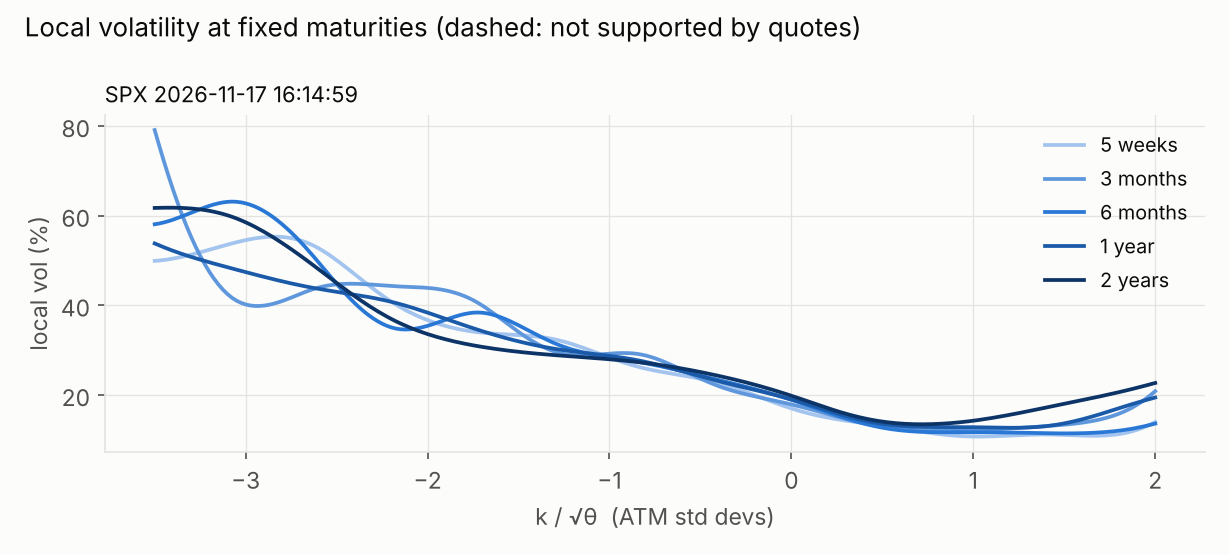 Local volatility at fixed maturities (dashed: not supported by quotes)
SPX 2026-11-17 16:14:59
80
60
40
20
local vol (%)
5 weeks
3 months
6 months
1 year
2 years
−3
−2
−1
0
1
2
k / √θ (ATM std devs)